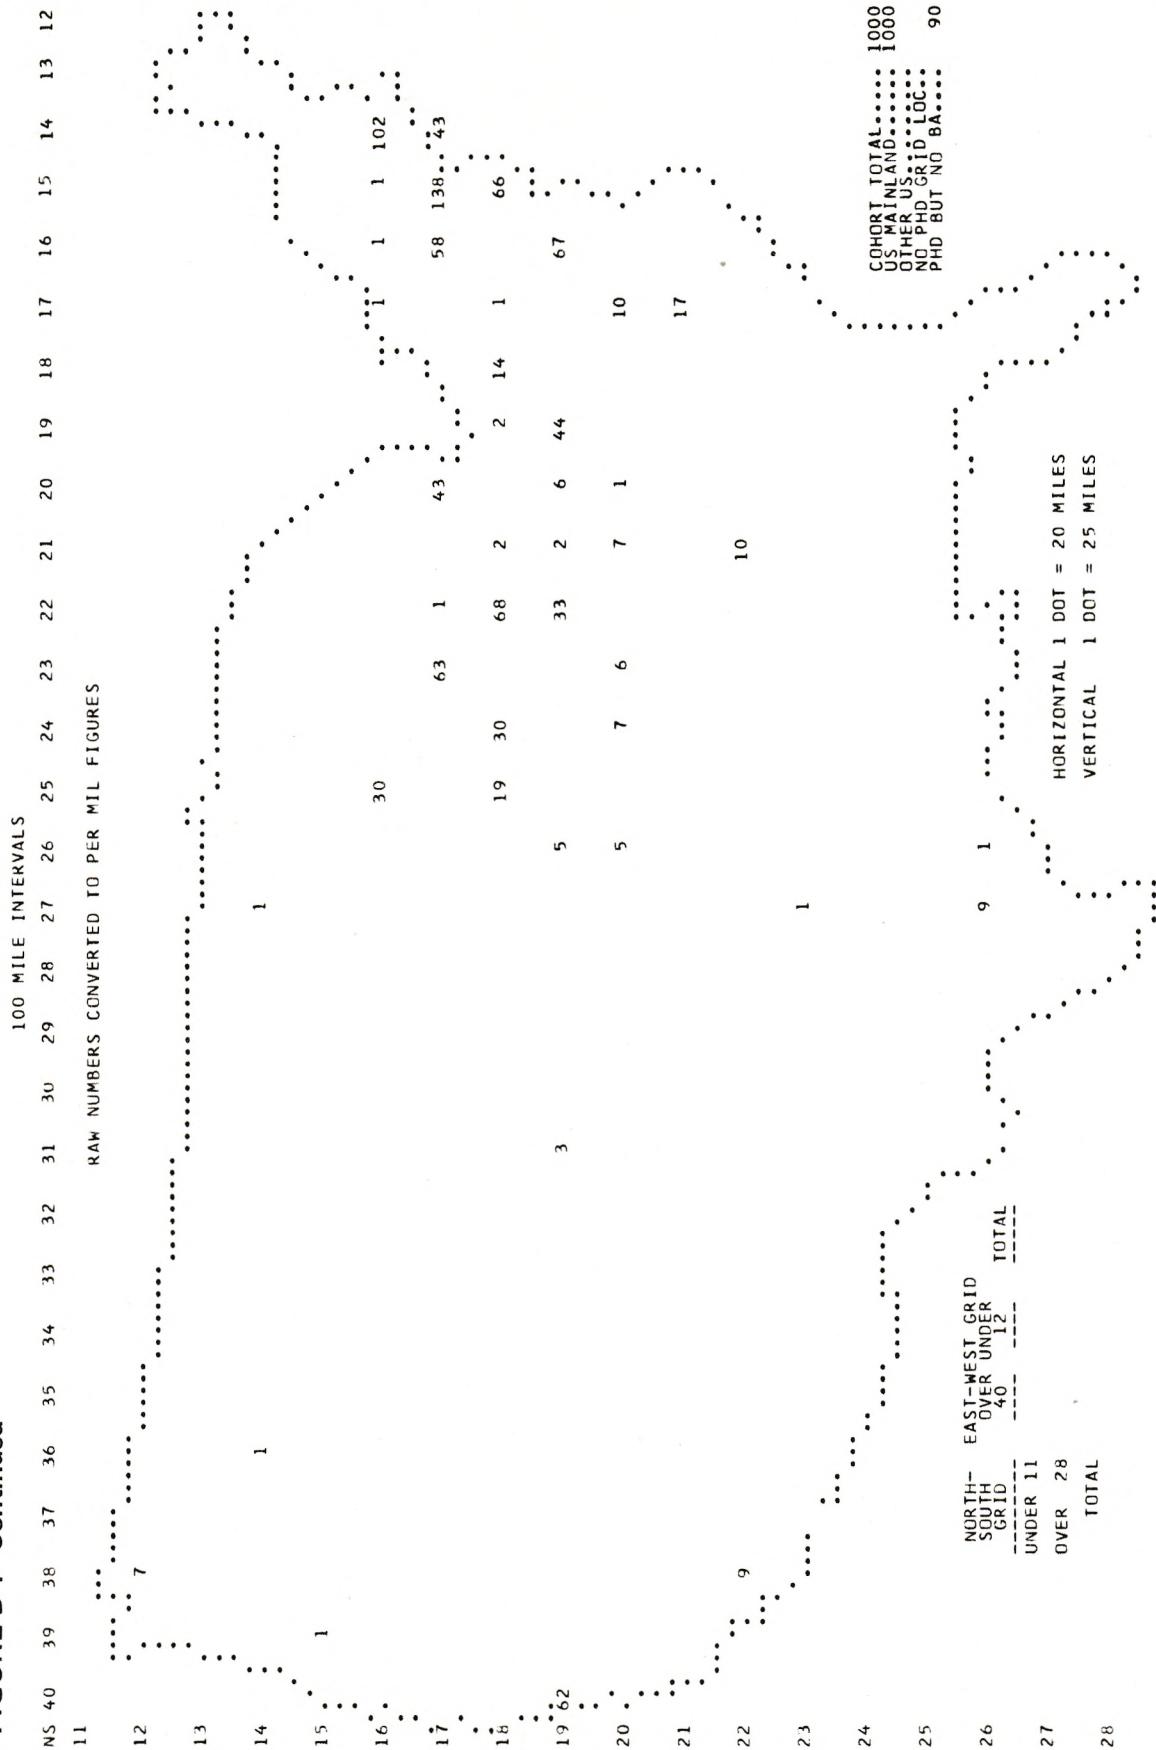 FIGURE Continued
100 MILE INTERVALS
NS 40 39 38 37 36 35 34 33 32 31 30 29 28 27 26 25 24 23 22 21 20 19 18 17 16 15 14 13 12
11
RAW NUMBERS CONVERTED TO PER MIL FIGURES
12 7
13
14 1 1
15 1
16 30 1 1 1 102
17 63 1 43 58 138 43
18 19 30 68 2 2 14 1 66
19 62 3 5 33 2 6 44 67
20 5 7 6 7 1 10
21 17
22 9 10
23 1
24
25
26 9 1
27
28
COHORT TOTAL...... 1000
US MAINLAND...... 1000
OTHER US.........
NO PHD GRID LOC..
PHD BUT NO BA.... 90
HORIZONTAL 1 DOT = 20 MILES
VERTICAL 1 DOT = 25 MILES
NORTH- EAST-WEST GRID
SOUTH OVER UNDER
GRID 40 12 TOTAL
-------- ---- ---- -----
UNDER 11
OVER 28
TOTAL